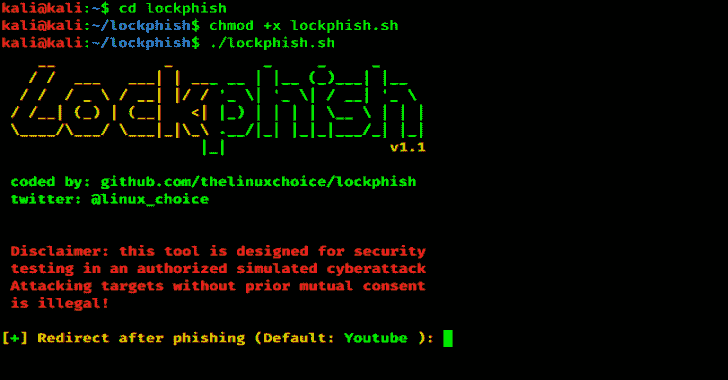 kali@kali:~$ cd lockphish
kali@kali:~/lockphish$ chmod +x lockphish.sh
kali@kali:~/lockphish$ ./lockphish.sh
Lockphish
v1.1
coded by: github.com/thelinuxchoice/lockphish
twitter: @linux_choice
Disclaimer: this tool is designed for security
testing in an authorized simulated cyberattack
Attacking targets without prior mutual consent
is illegal!
[+] Redirect after phishing (Default: Youtube ):